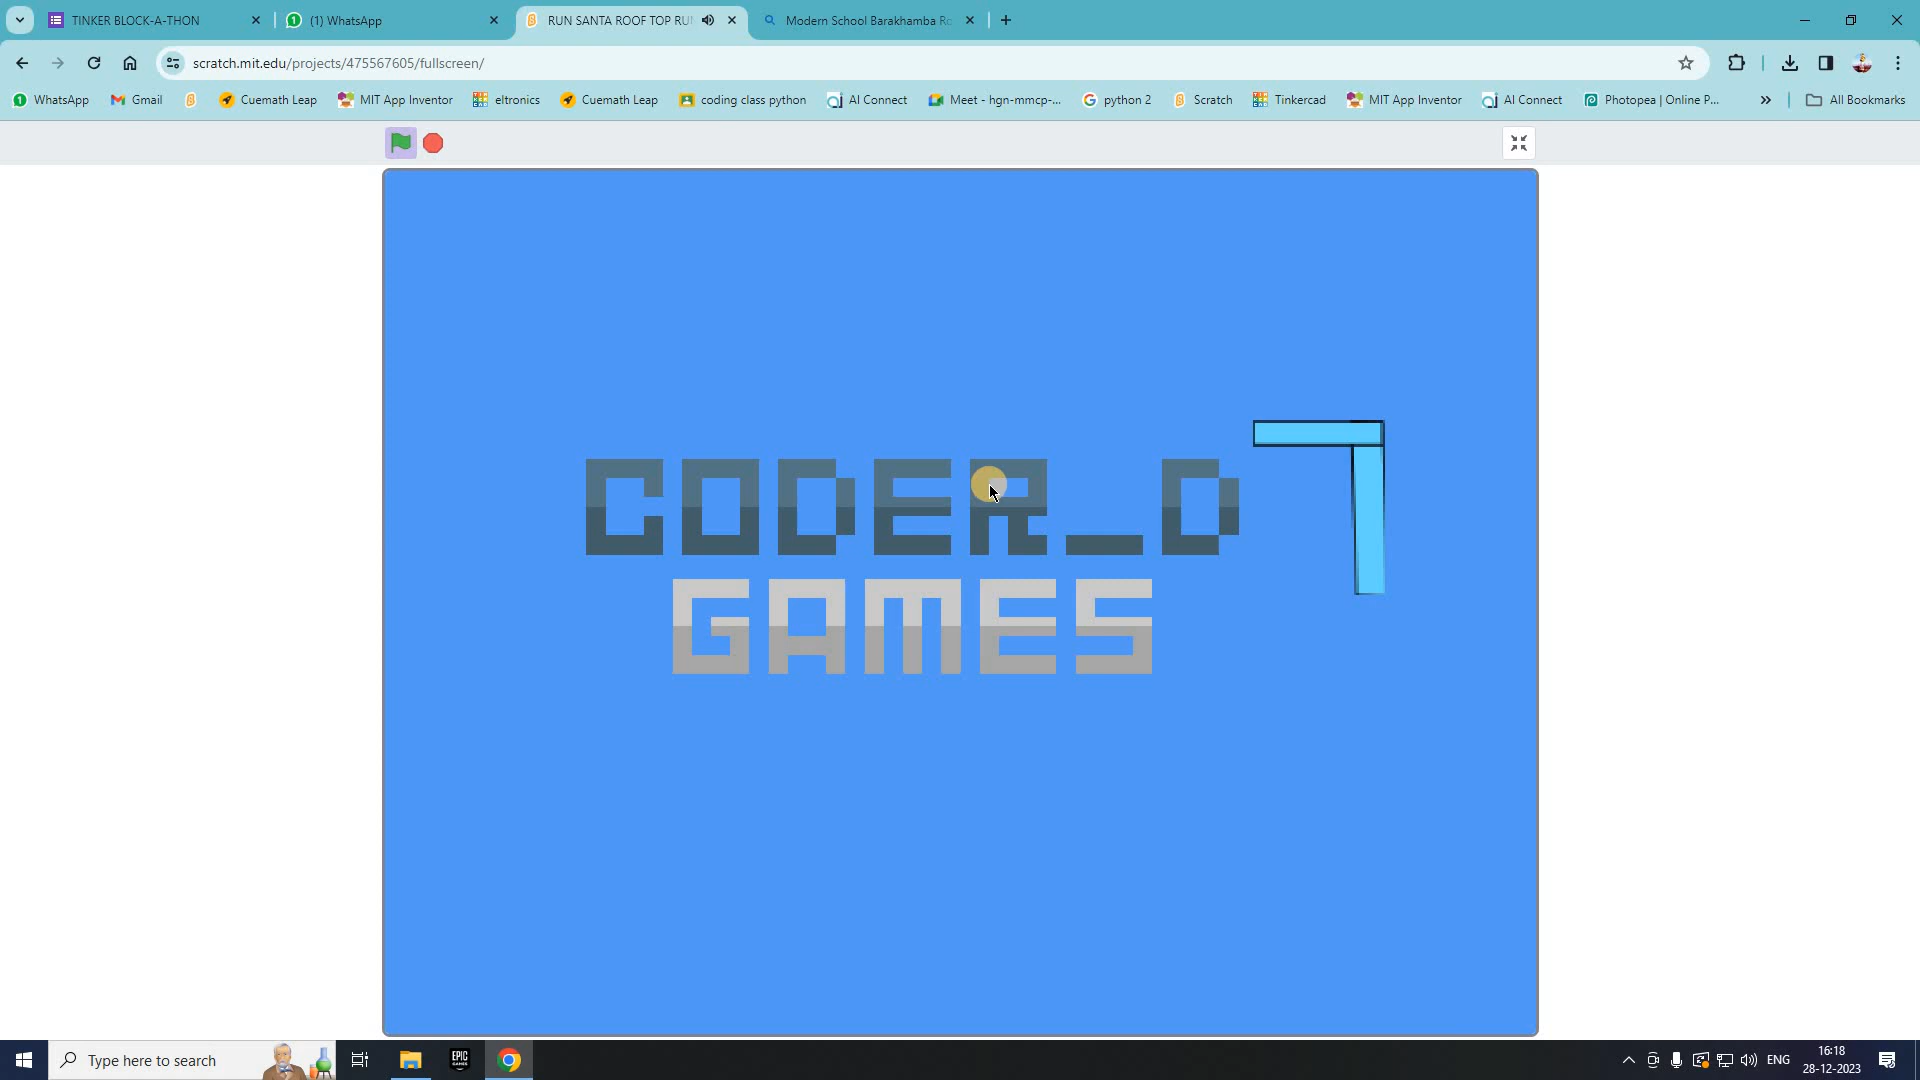 TINKER BLOCK-A-THON
(1) WhatsApp
RUN SANTA ROOF TOP RU
Modern School Barakhamba Ro
scratch.mit.edu/projects/475567605/fullscreen/
WhatsApp
Gmail
Cuemath Leap
MIT App Inventor
eltronics
Cuemath Leap
coding class python
AI Connect
Meet - hgn-mmcp-...
python 2
Scratch
Tinkercad
MIT App Inventor
AI Connect
Photopea | Online P...
All Bookmarks
CODER_D
GAMES
Type here to search
EPIC
GAMES
ENG
16:18
28-12-2023